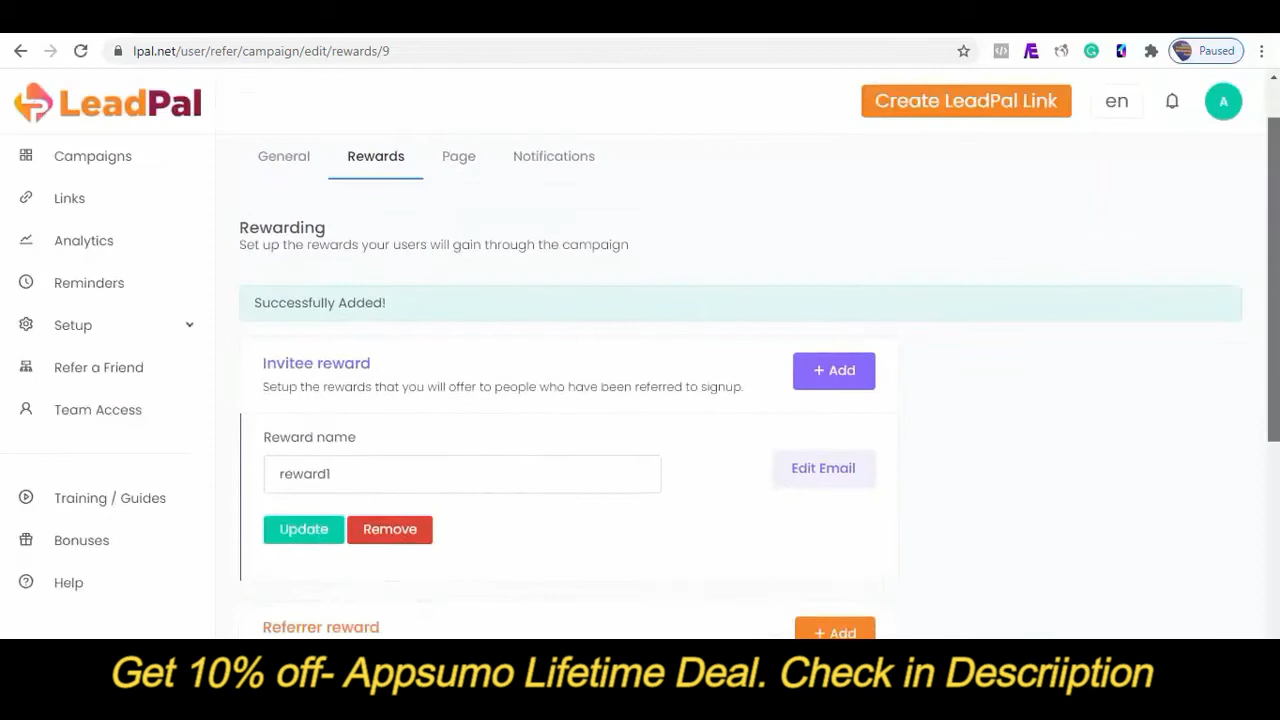 lpal.net/user/refer/campaign/edit/rewards/9
Paused
LeadPal
Create LeadPal Link
en
A
Campaigns
Links
Analytics
Reminders
Setup
Refer a Friend
Team Access
Training / Guides
Bonuses
Help
General Rewards Page Notifications
Rewarding
Set up the rewards your users will gain through the campaign
Successfully Added!
Invitee reward
Setup the rewards that you will offer to people who have been referred to signup.
+ Add
Reward name
reward1
Edit Email
Update Remove
Referrer reward
+ Add
Get 10% off- Appsumo Lifetime Deal. Check in Descriiption